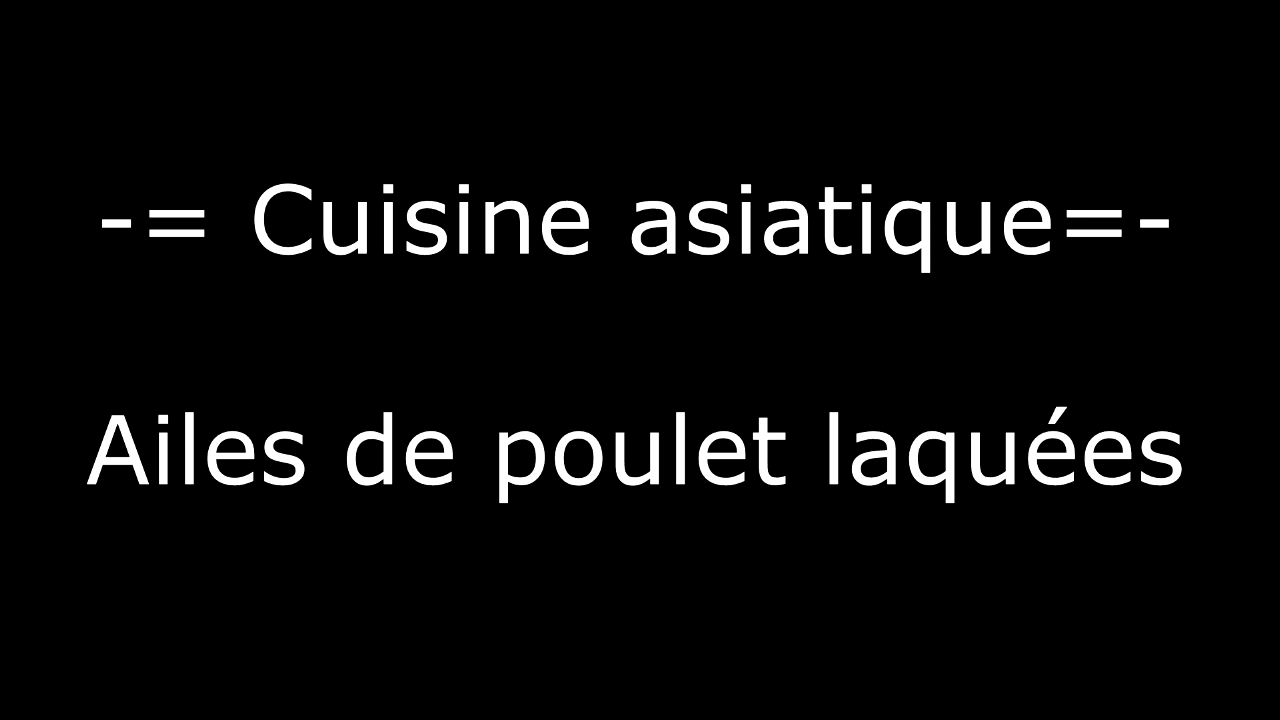 -= Cuisine asiatique=-
Ailes de poulet laquées